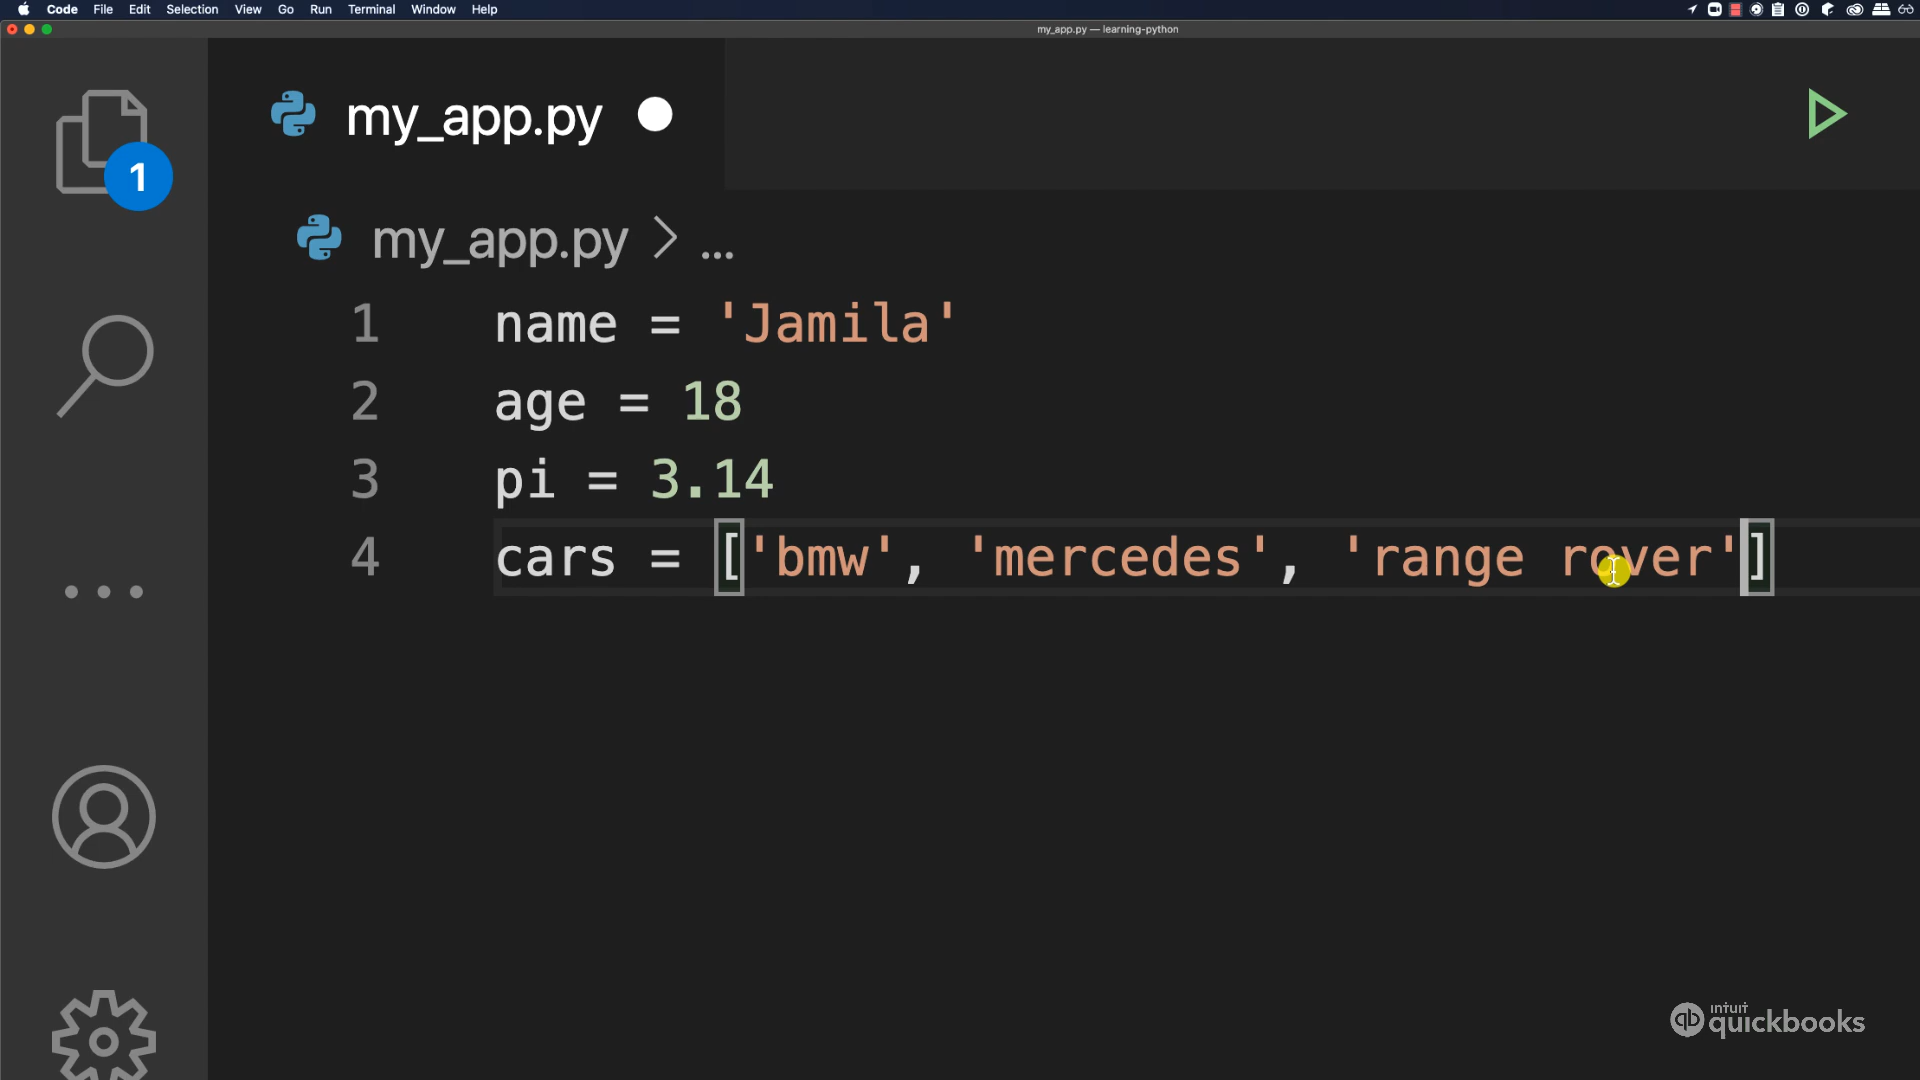 Code File Edit Selection View Go Run Terminal Window Help
my_app.py — learning-python
my_app.py
1
my_app.py > ...
1 name = 'Jamila'
2 age = 18
3 pi = 3.14
4 cars = ['bmw', 'mercedes', 'range rover']
qb intuit quickbooks